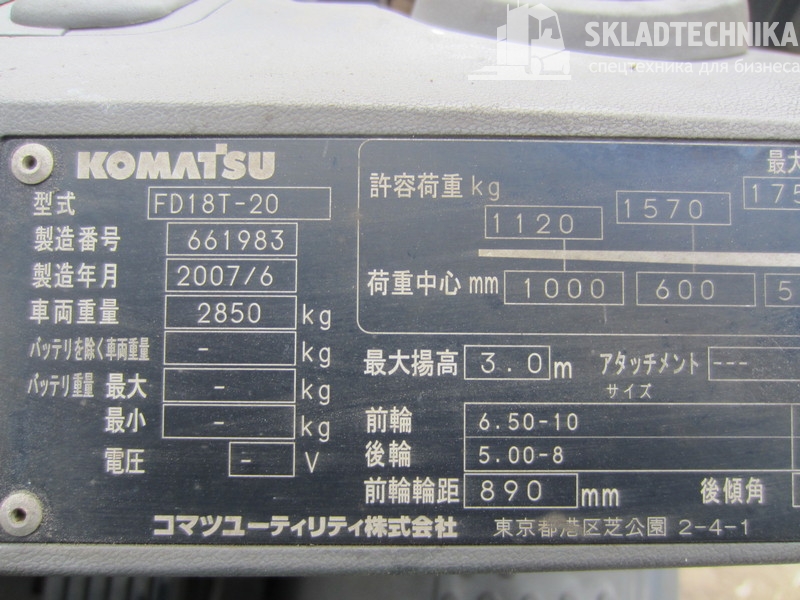 SKLADTECHNIKA
спецтехника для бизнеса
KOMATSU
型式 FD18T-20
製造番号 661983
製造年月 2007/6
車両重量 2850 kg
バッテリを除く車両重量 - kg
バッテリ重量 最大 - kg
最小 - kg
電圧 - V
最大
許容荷重 kg 1120 1570 175
荷重中心 mm 1000 600 5
最大揚高 3.0 m アタッチメント ---
サイズ
前輪 6.50-10
後輪 5.00-8
前輪輪距 890 mm 後傾角
コマツユーティリティ株式会社 東京都港区芝公園 2-4-1